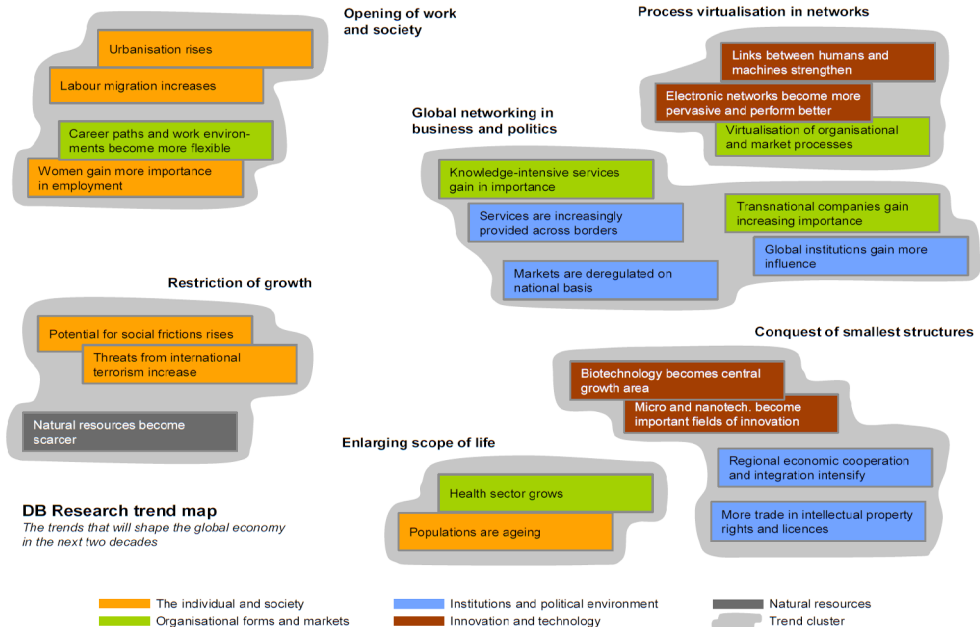 Opening of work
and society
Urbanisation rises
Labour migration increases
Career paths and work environ-
ments become more flexible
Women gain more importance
in employment
Process virtualisation in networks
Links between humans and
machines strengthen
Electronic networks become more
pervasive and perform better
Virtualisation of organisational
and market processes
Global networking in
business and politics
Knowledge-intensive services
gain in importance
Services are increasingly
provided across borders
Markets are deregulated on
national basis
Transnational companies gain
increasing importance
Global institutions gain more
influence
Restriction of growth
Potential for social frictions rises
Threats from international
terrorism increase
Natural resources become
scarcer
Conquest of smallest structures
Biotechnology becomes central
growth area
Micro and nanotech. become
important fields of innovation
Regional economic cooperation
and integration intensify
More trade in intellectual property
rights and licences
Enlarging scope of life
Health sector grows
Populations are ageing
DB Research trend map
The trends that will shape the global economy
in the next two decades
The individual and society
Organisational forms and markets
Institutions and political environment
Innovation and technology
Natural resources
Trend cluster